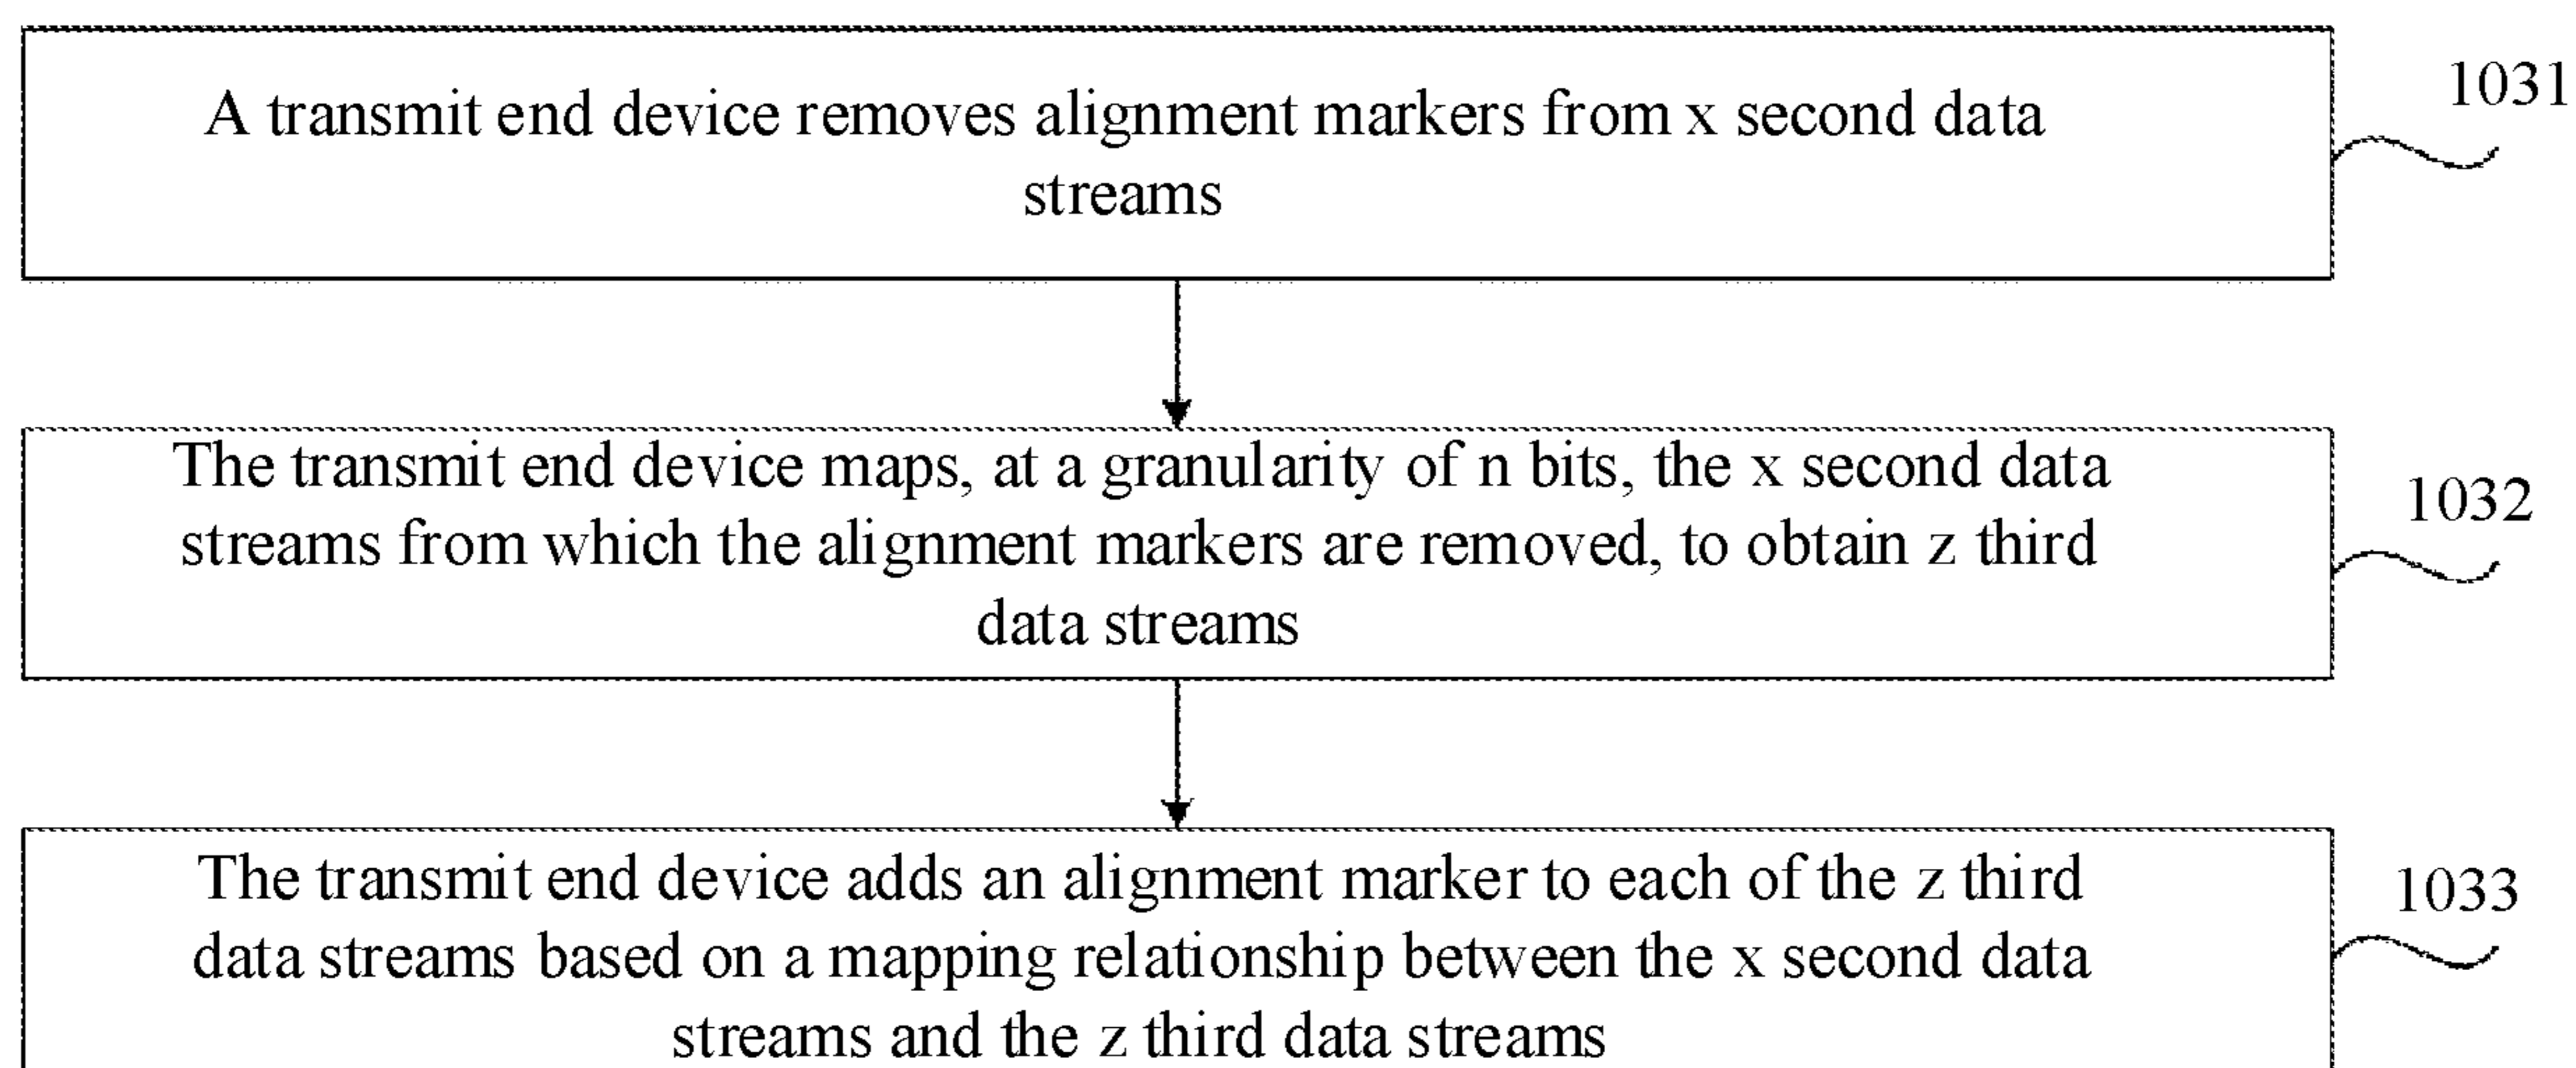 A transmit end device removes alignment markers from x second data
streams
1031
The transmit end device maps, at a granularity of n bits, the x second data
streams from which the alignment markers are removed, to obtain z third
data streams
1032
The transmit end device adds an alignment marker to each of the z third
data streams based on a mapping relationship between the x second data
streams and the z third data streams
1033